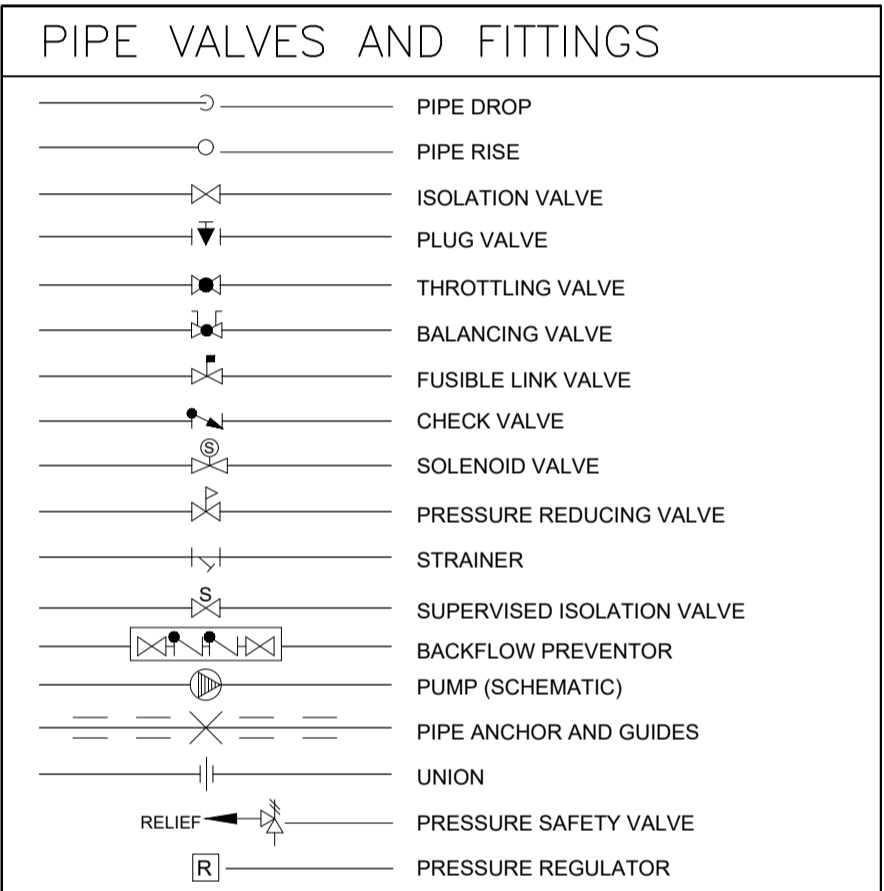 PIPE VALVES AND FITTINGS
PIPE DROP
PIPE RISE
ISOLATION VALVE
PLUG VALVE
THROTTLING VALVE
BALANCING VALVE
FUSIBLE LINK VALVE
CHECK VALVE
S SOLENOID VALVE
PRESSURE REDUCING VALVE
STRAINER
S SUPERVISED ISOLATION VALVE
BACKFLOW PREVENTOR
PUMP (SCHEMATIC)
PIPE ANCHOR AND GUIDES
UNION
RELIEF PRESSURE SAFETY VALVE
R PRESSURE REGULATOR